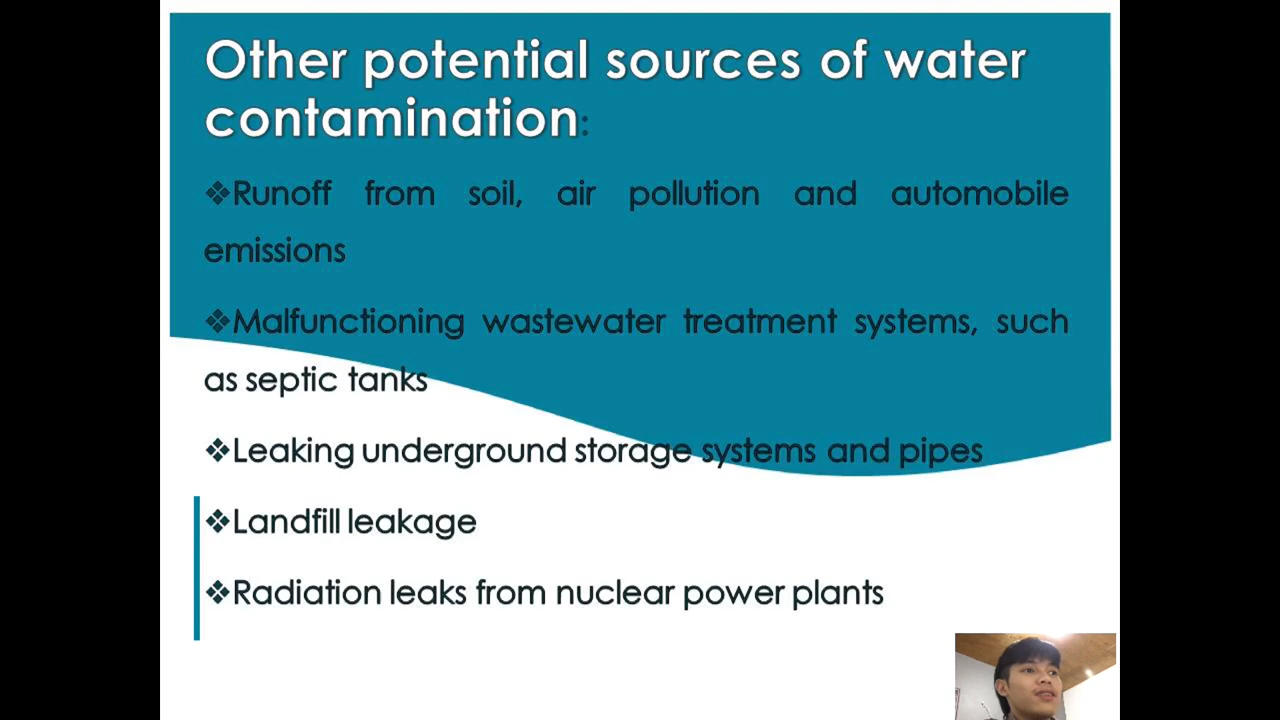 Other potential sources of water
contamination:
❖Runoff from soil, air pollution and automobile
emissions
❖Malfunctioning wastewater treatment systems, such
as septic tanks
❖Leaking underground storage systems and pipes
❖Landfill leakage
❖Radiation leaks from nuclear power plants